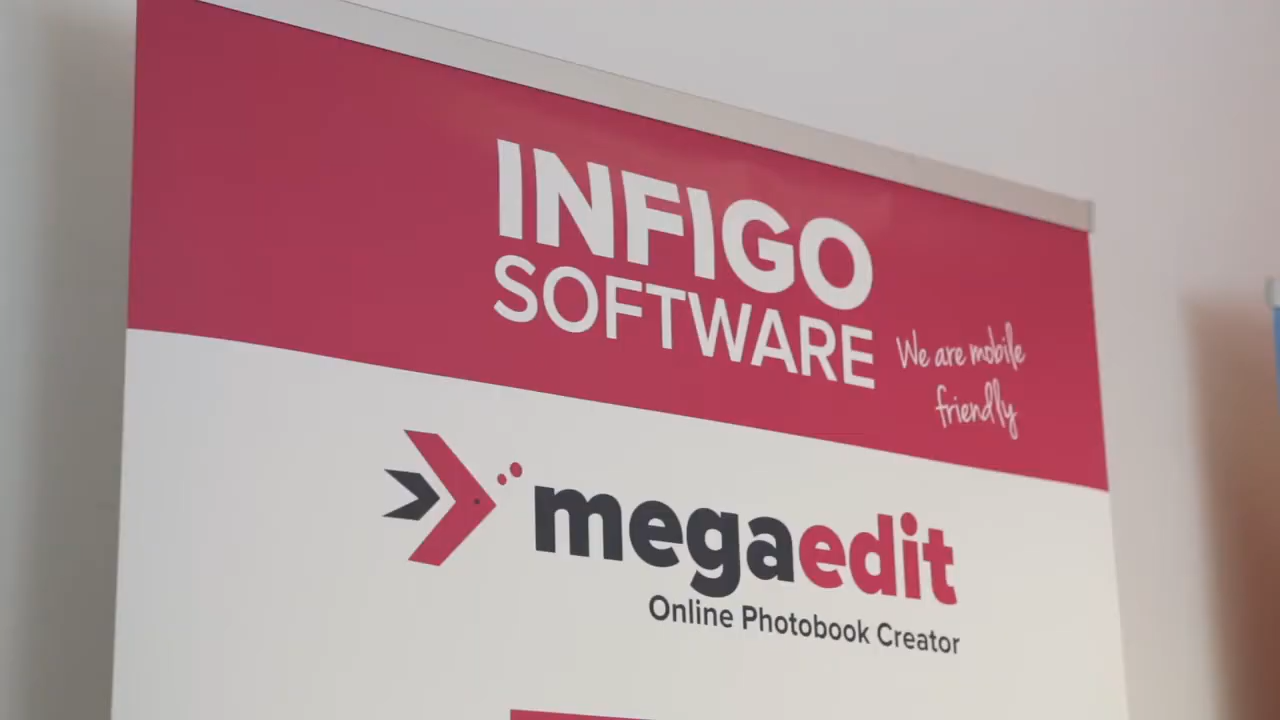 INFIGO
SOFTWARE
We are mobile
friendly
megaedit
Online Photobook Creator